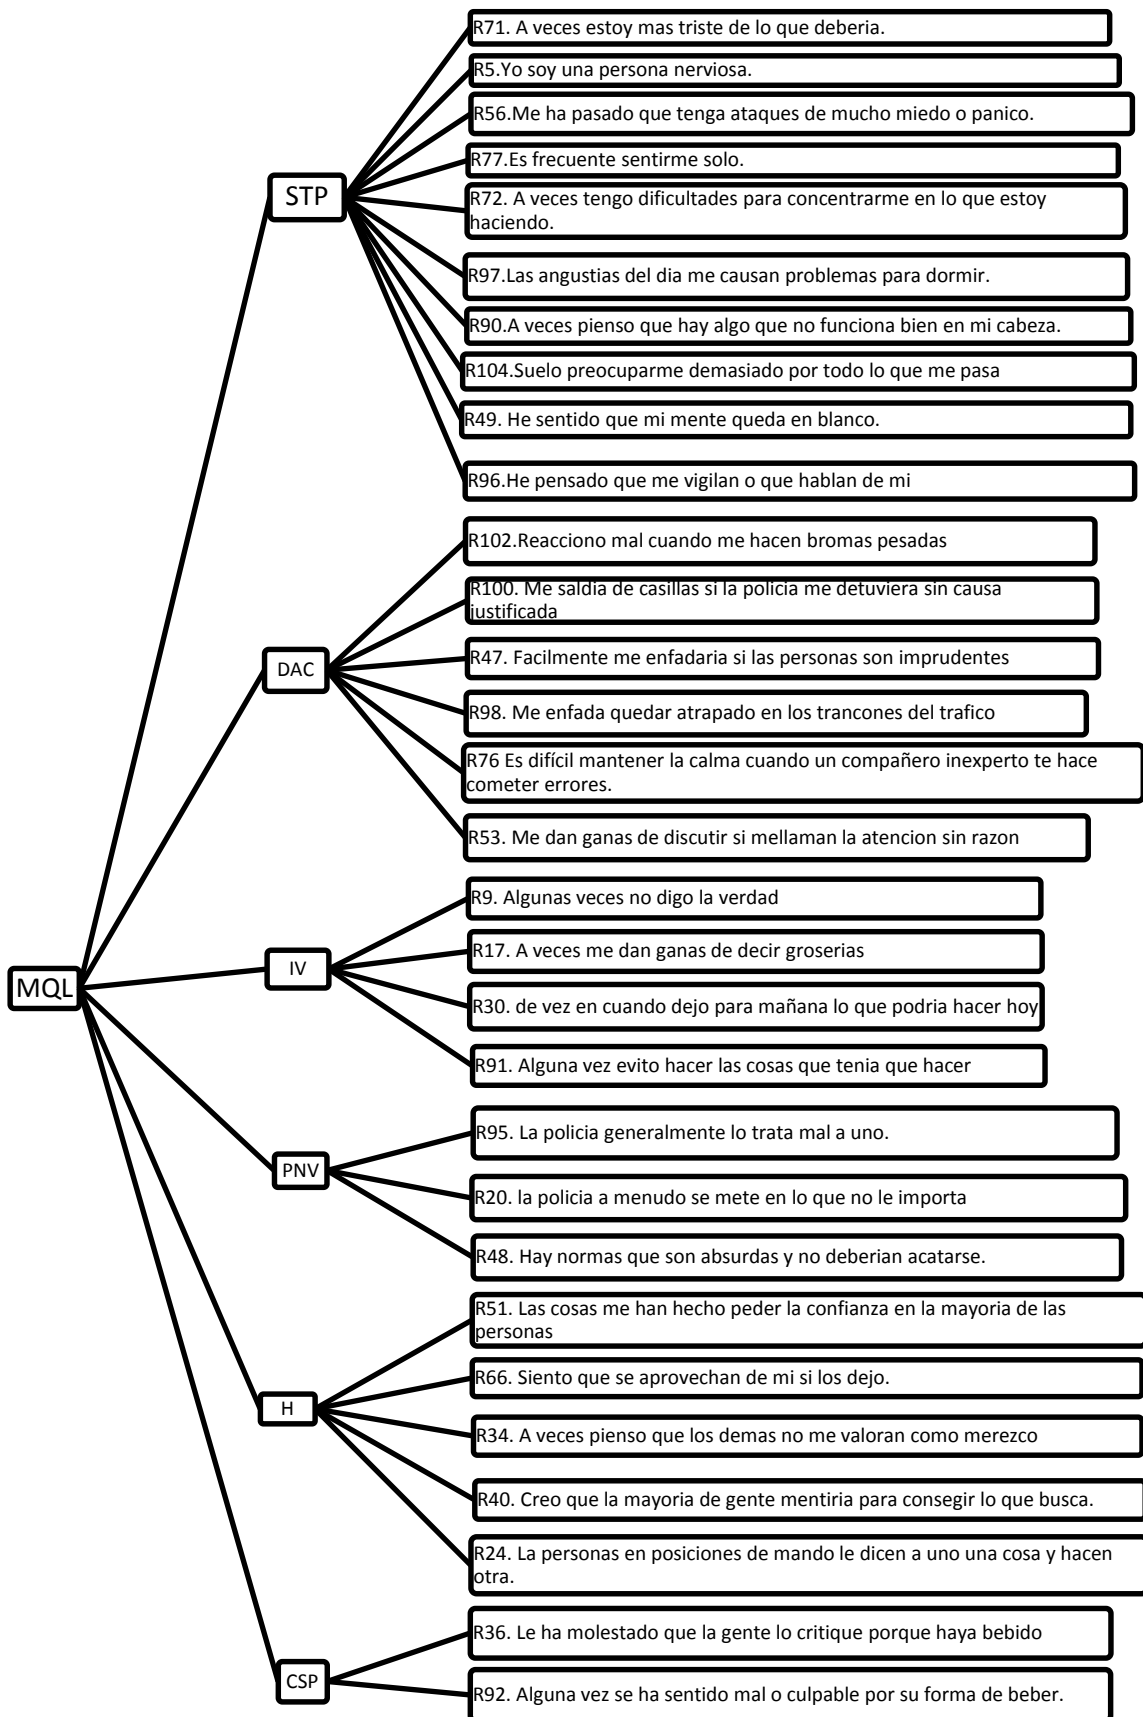 R71. A veces estoy mas triste de lo que deberia.
R5.Yo soy una persona nerviosa.
R56.Me ha pasado que tenga ataques de mucho miedo o panico.
R77.Es frecuente sentirme solo.
STP
R72. A veces tengo dificultades para concentrarme en lo que estoy
haciendo.
R97.Las angustias del dia me causan problemas para dormir.
R90.A veces pienso que hay algo que no funciona bien en mi cabeza.
R104.Suelo preocuparme demasiado por todo lo que me pasa
R49. He sentido que mi mente queda en blanco.
R96.He pensado que me vigilan o que hablan de mi
R102.Reacciono mal cuando me hacen bromas pesadas
R100. Me saldia de casillas si la policia me detuviera sin causa
justificada
DAC
R47. Facilmente me enfadaria si las personas son imprudentes
R98. Me enfada quedar atrapado en los trancones del trafico
R76 Es difícil mantener la calma cuando un compañero inexperto te hace
cometer errores.
R53. Me dan ganas de discutir si mellaman la atencion sin razon
MQL
IV
R9. Algunas veces no digo la verdad
R17. A veces me dan ganas de decir groserias
R30. de vez en cuando dejo para mañana lo que podria hacer hoy
R91. Alguna vez evito hacer las cosas que tenia que hacer
PNV
R95. La policia generalmente lo trata mal a uno.
R20. la policia a menudo se mete en lo que no le importa
R48. Hay normas que son absurdas y no deberian acatarse.
H
R51. Las cosas me han hecho peder la confianza en la mayoria de las
personas
R66. Siento que se aprovechan de mi si los dejo.
R34. A veces pienso que los demas no me valoran como merezco
R40. Creo que la mayoria de gente mentiria para consegir lo que busca.
R24. La personas en posiciones de mando le dicen a uno una cosa y hacen
otra.
CSP
R36. Le ha molestado que la gente lo critique porque haya bebido
R92. Alguna vez se ha sentido mal o culpable por su forma de beber.